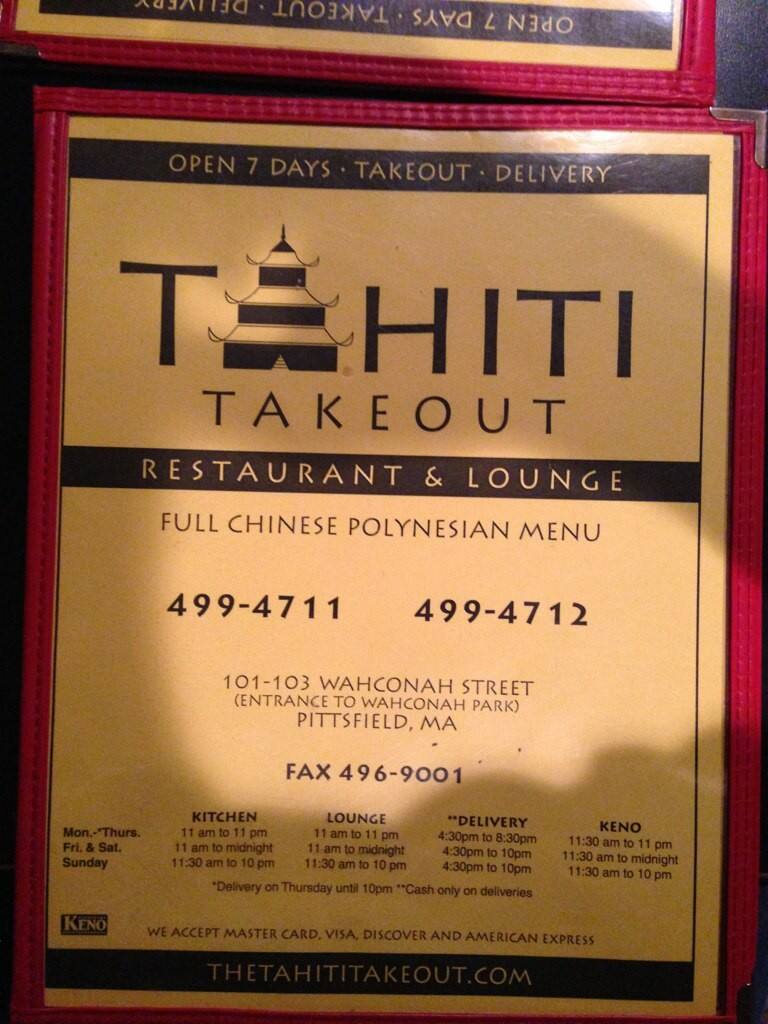 OPEN 7 DAYS · TAKEOUT · DELIVERY
OPEN 7 DAYS · TAKEOUT · DELIVERY
TAHITI
TAKEOUT
RESTAURANT & LOUNGE
FULL CHINESE POLYNESIAN MENU
499-4711 499-4712
101-103 WAHCONAH STREET
(ENTRANCE TO WAHCONAH PARK)
PITTSFIELD, MA
FAX 496-9001
KITCHEN LOUNGE **DELIVERY KENO
Mon.-*Thurs. 11 am to 11 pm 11 am to 11 pm 4:30pm to 8:30pm 11:30 am to 11 pm
Fri. & Sat. 11 am to midnight 11 am to midnight 4:30pm to 10pm 11:30 am to midnight
Sunday 11:30 am to 10 pm 11:30 am to 10 pm 4:30pm to 10pm 11:30 am to 10 pm
*Delivery on Thursday until 10pm **Cash only on deliveries
KENO
WE ACCEPT MASTER CARD, VISA, DISCOVER AND AMERICAN EXPRESS
THETAHITITAKEOUT.COM